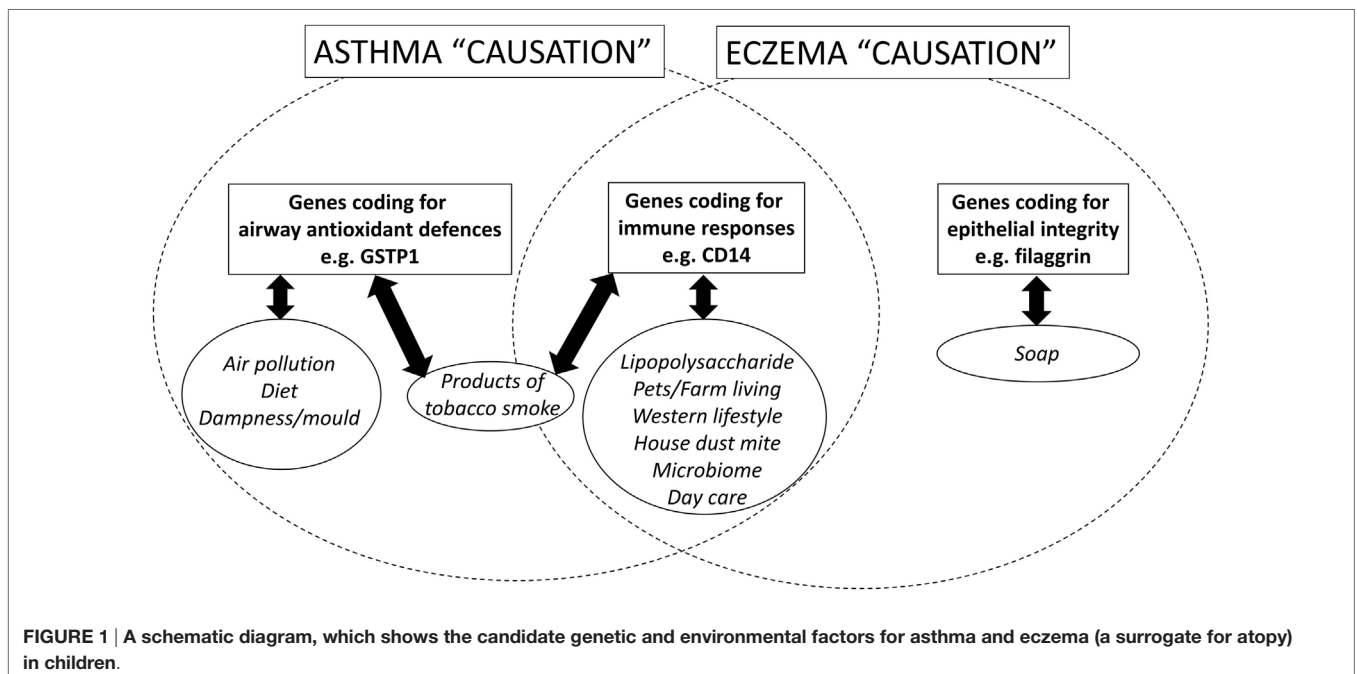 ASTHMA “CAUSATION”
ECZEMA “CAUSATION”
Genes coding for
airway antioxidant defences
e.g. GSTP1
Genes coding for
immune responses
e.g. CD14
Genes coding for
epithelial integrity
e.g. filaggrin
Air pollution
Diet
Dampness/mould
Products of
tobacco smoke
Lipopolysaccharide
Pets/Farm living
Western lifestyle
House dust mite
Microbiome
Day care
Soap
FIGURE 1 | A schematic diagram, which shows the candidate genetic and environmental factors for asthma and eczema (a surrogate for atopy)
in children.